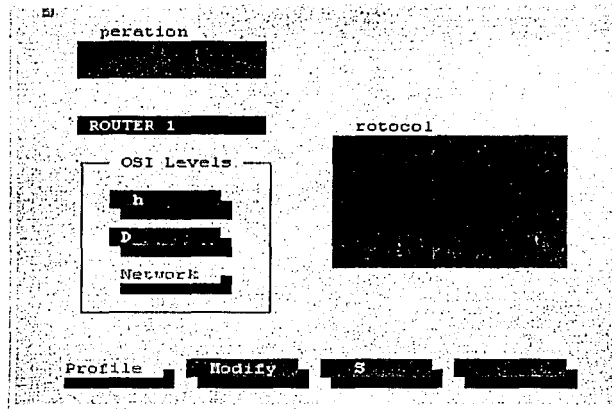 peration
ROUTER 1
rotocol
OSI Levels
h
D
Network
Profile Modify S